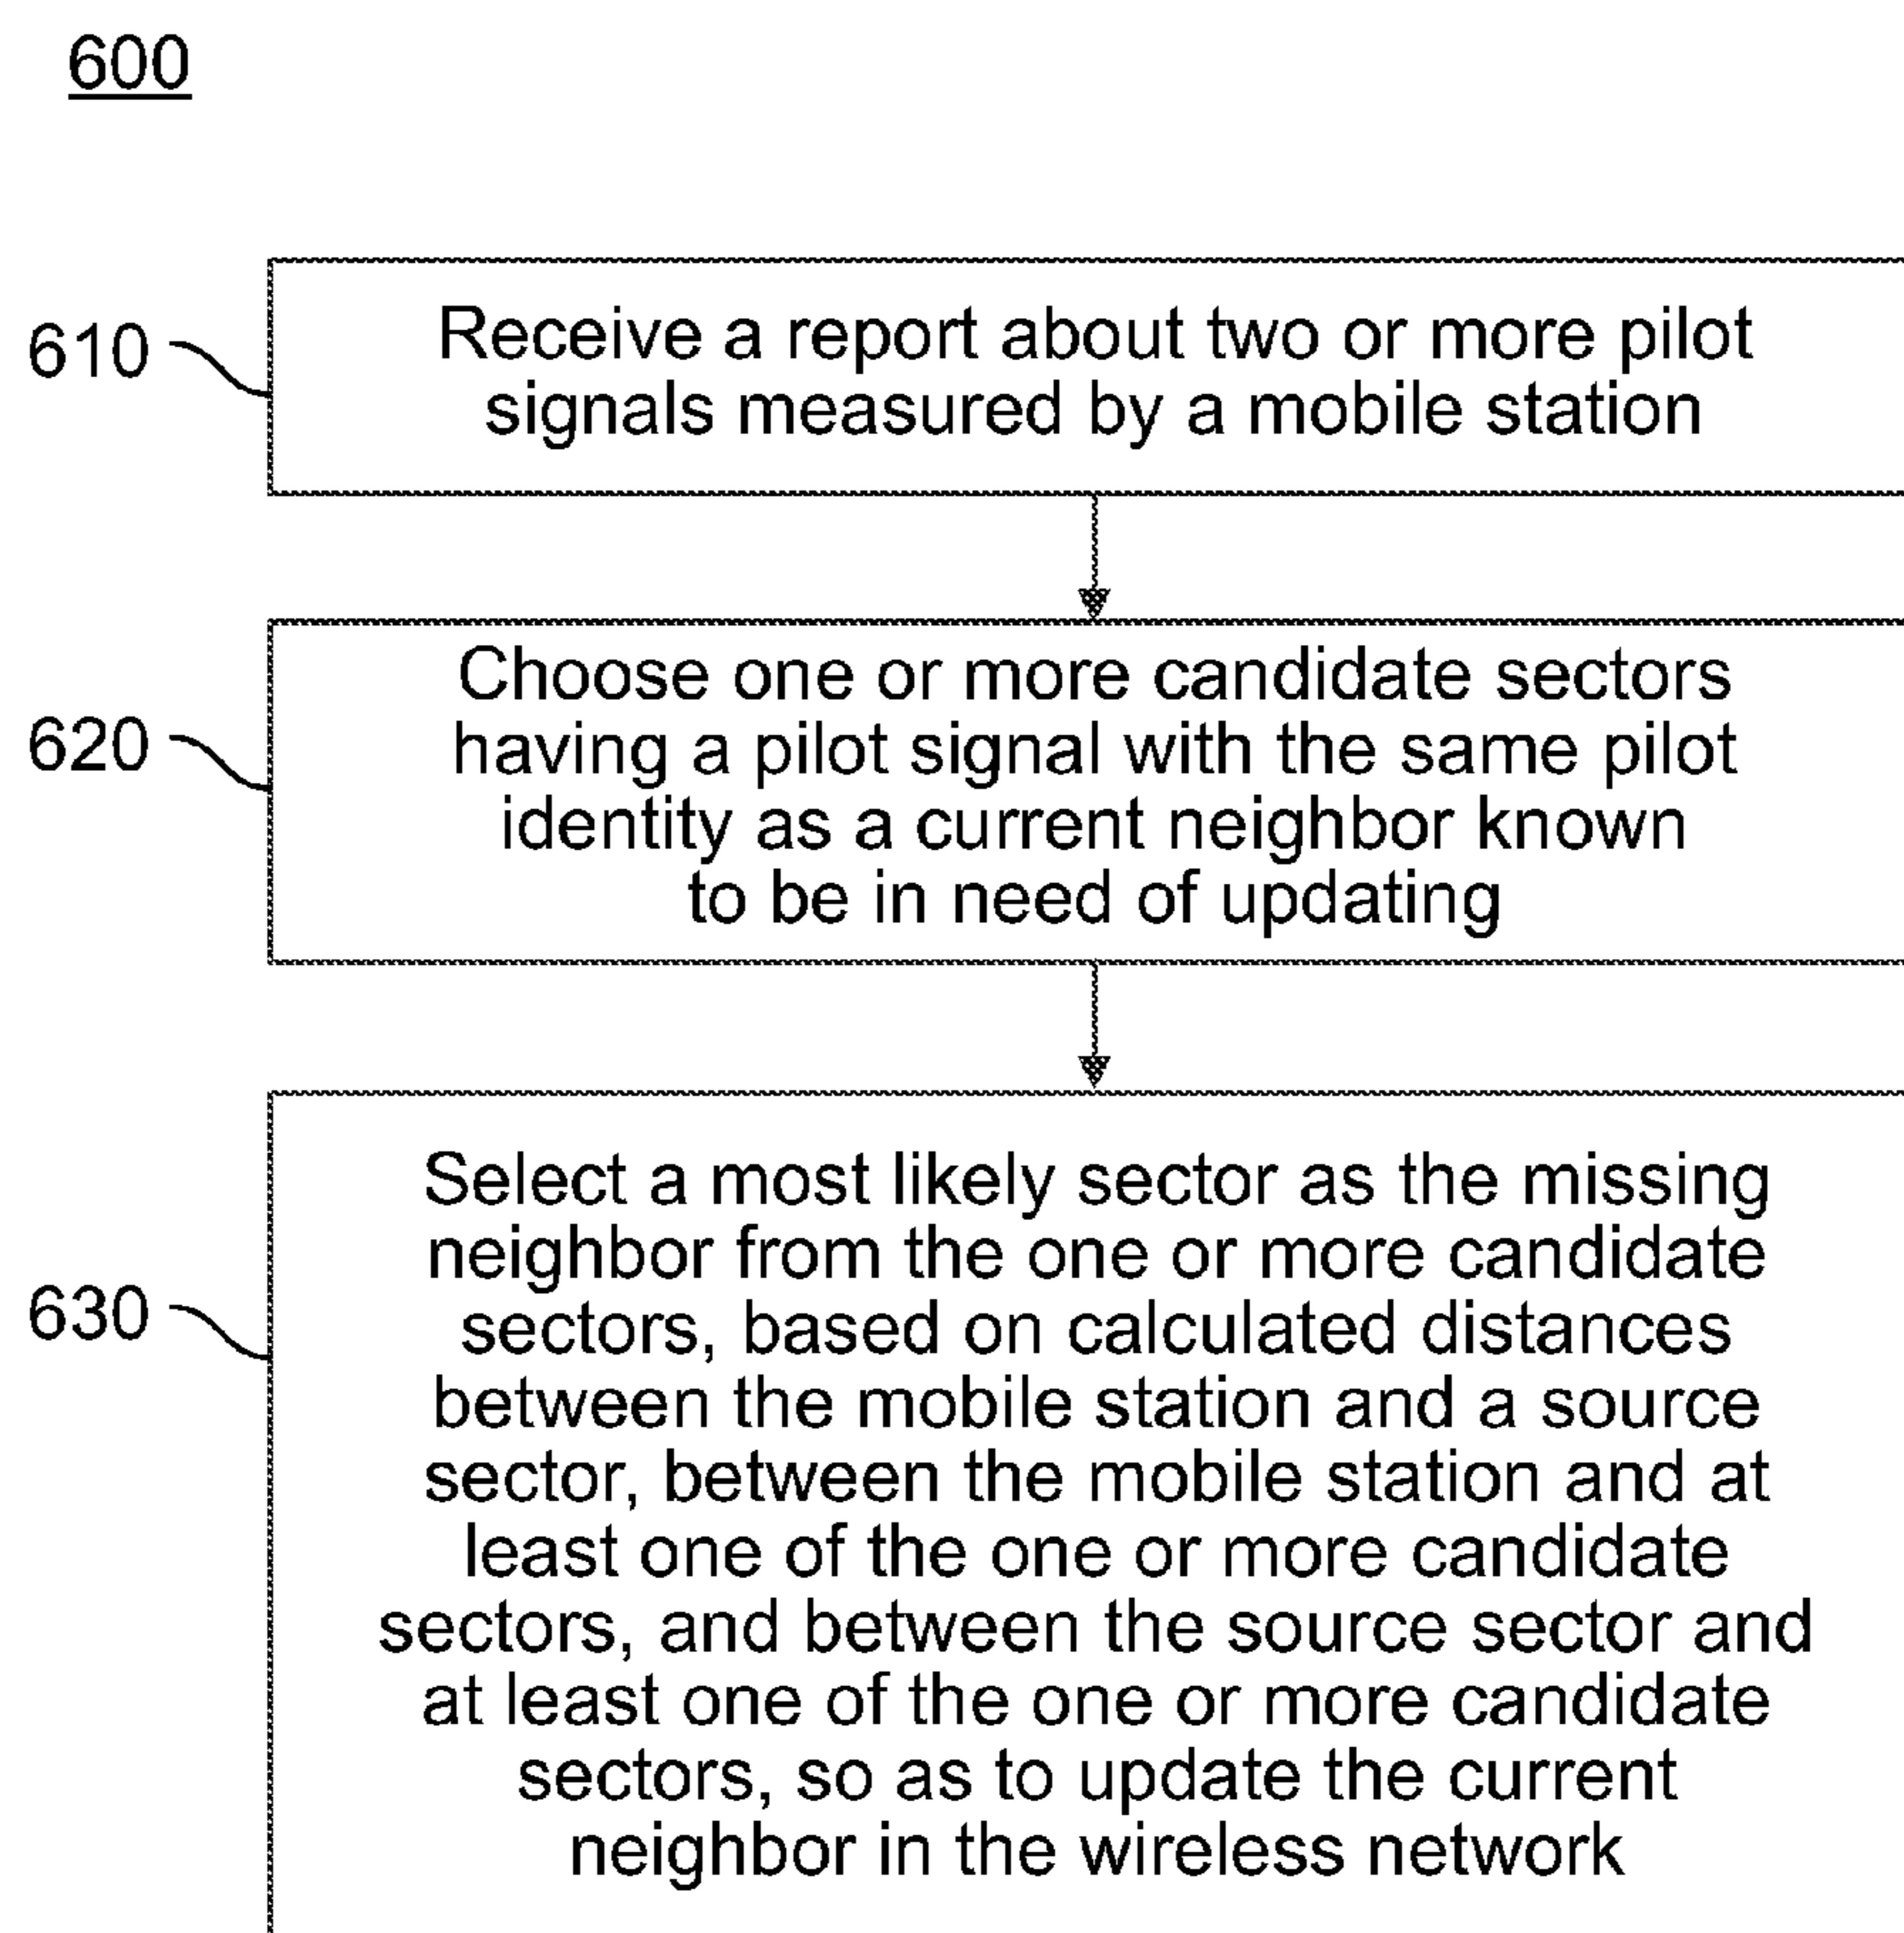 600
610
Receive a report about two or more pilot
signals measured by a mobile station
620
Choose one or more candidate sectors
having a pilot signal with the same pilot
identity as a current neighbor known
to be in need of updating
630
Select a most likely sector as the missing
neighbor from the one or more candidate
sectors, based on calculated distances
between the mobile station and a source
sector, between the mobile station and at
least one of the one or more candidate
sectors, and between the source sector and
at least one of the one or more candidate
sectors, so as to update the current
neighbor in the wireless network